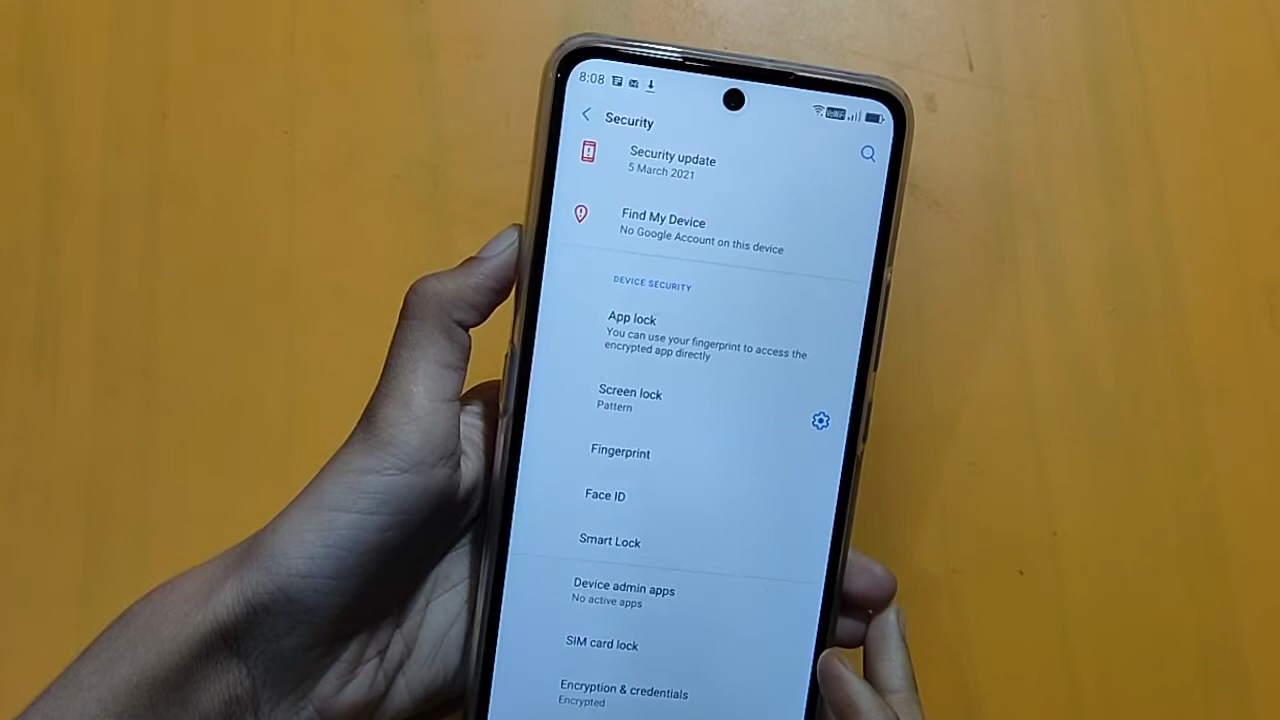 8:08
VoWiFi
Security
Security update
5 March 2021
Find My Device
No Google Account on this device
DEVICE SECURITY
App lock
You can use your fingerprint to access the
encrypted app directly
Screen lock
Pattern
Fingerprint
Face ID
Smart Lock
Device admin apps
No active apps
SIM card lock
Encryption & credentials
Encrypted